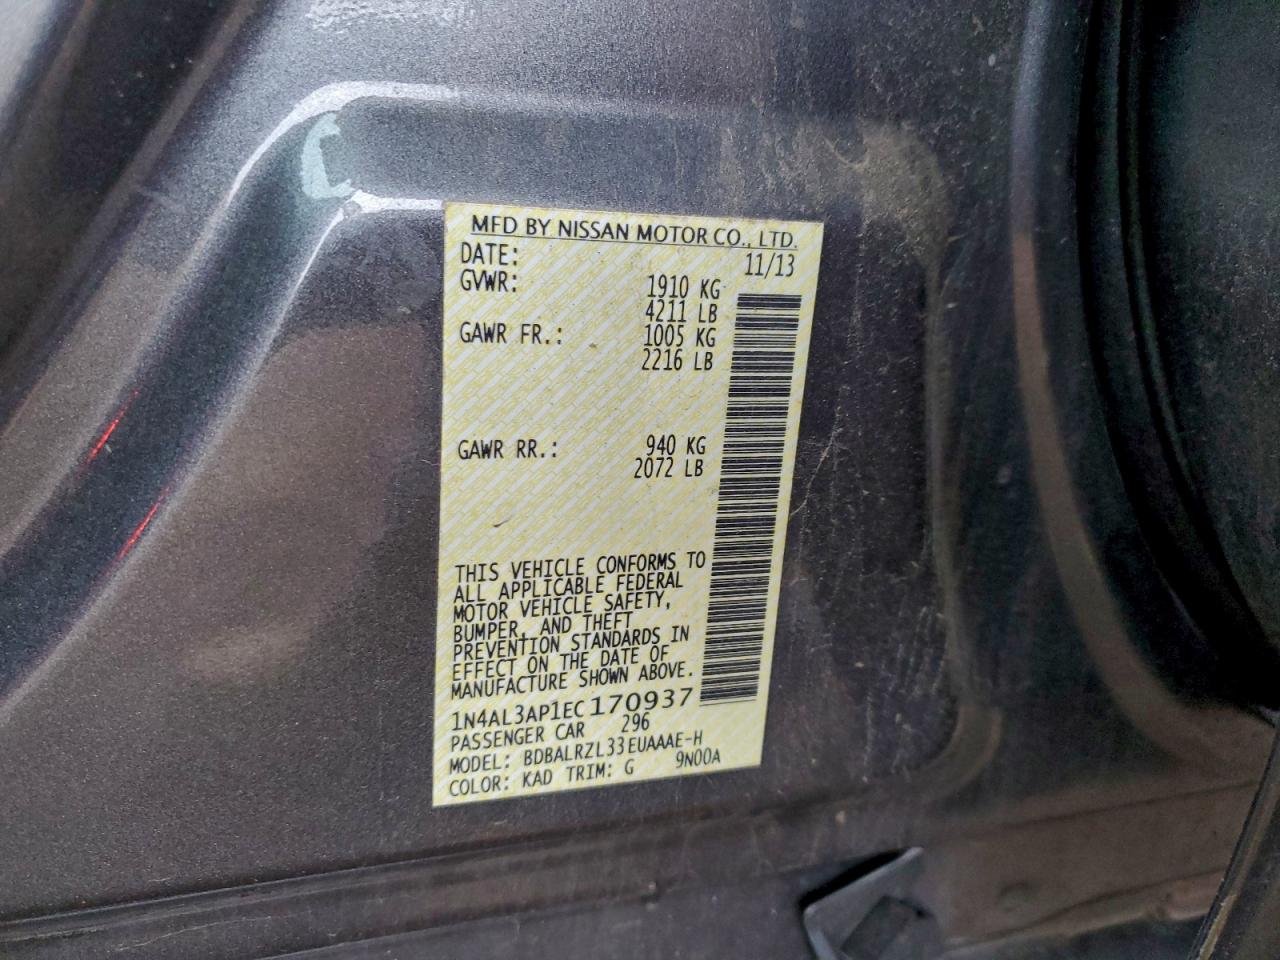 MFD BY NISSAN MOTOR CO., LTD.
DATE: 11/13
GVWR: 1910 KG
4211 LB
GAWR FR.: 1005 KG
2216 LB
GAWR RR.: 940 KG
2072 LB
THIS VEHICLE CONFORMS TO
ALL APPLICABLE FEDERAL
MOTOR VEHICLE SAFETY,
BUMPER, AND THEFT
PREVENTION STANDARDS IN
EFFECT ON THE DATE OF
MANUFACTURE SHOWN ABOVE.
1N4AL3AP1EC170937
PASSENGER CAR 296
MODEL: BDBALRZL33EUAAAE-H
COLOR: KAD TRIM: G 9N00A